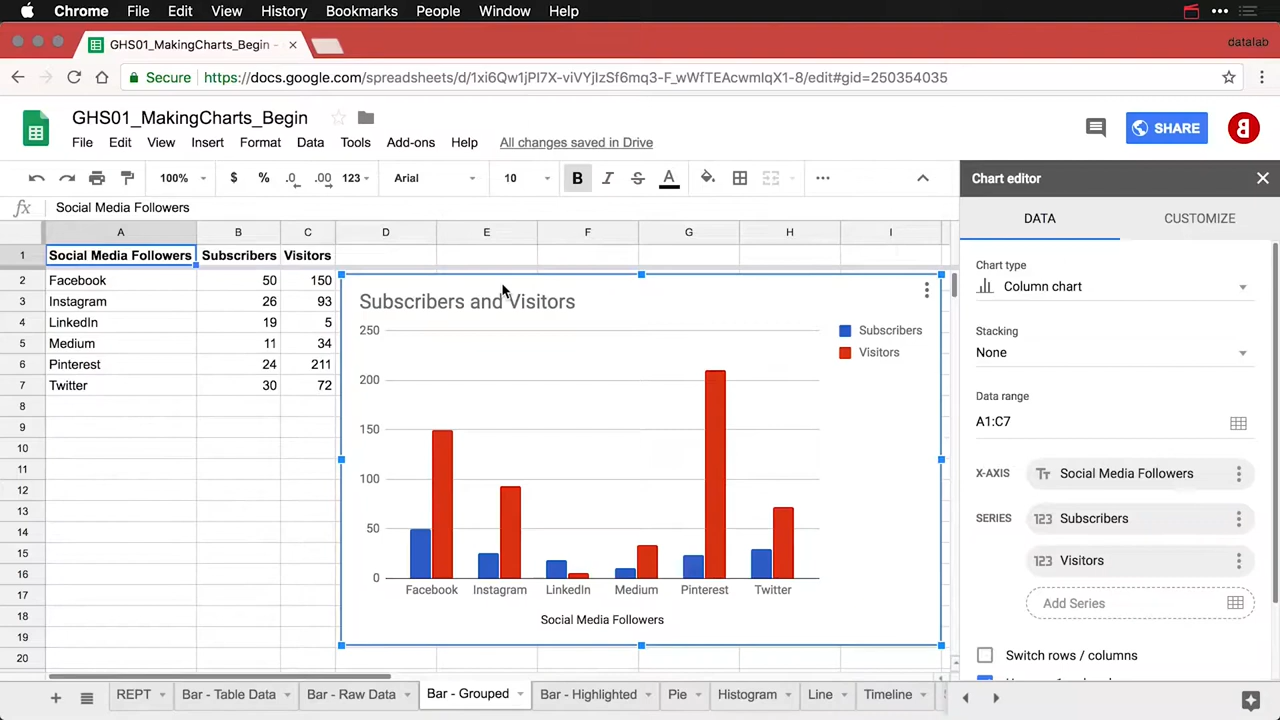 Chrome File Edit View History Bookmarks People Window Help
GHS01_MakingCharts_Begin - ×
datalab
Secure https://docs.google.com/spreadsheets/d/1xi6Qw1jPI7X-viVYjIzSf6mq3-F_wWfTEAcwmIqX1-8/edit#gid=250354035
GHS01_MakingCharts_Begin
SHARE
File Edit View Insert Format Data Tools Add-ons Help All changes saved in Drive
100% $ % .0 .00 123 Arial 10 B I S A
Chart editor
fx Social Media Followers
DATA CUSTOMIZE
A B C D E F G H I
1 Social Media Followers Subscribers Visitors
2 Facebook 50 150
3 Instagram 26 93
4 LinkedIn 19 5
5 Medium 11 34
6 Pinterest 24 211
7 Twitter 30 72
8
9
10
11
12
13
14
15
16
17
18
19
20
Subscribers and Visitors
250
200
150
100
50
0
Subscribers
Visitors
Facebook Instagram LinkedIn Medium Pinterest Twitter
Social Media Followers
Chart type
Column chart
Stacking
None
Data range
A1:C7
X-AXIS Tт Social Media Followers
SERIES 123 Subscribers
123 Visitors
Add Series
Switch rows / columns
REPT Bar - Table Data Bar - Raw Data Bar - Grouped Bar - Highlighted Pie Histogram Line Timeline